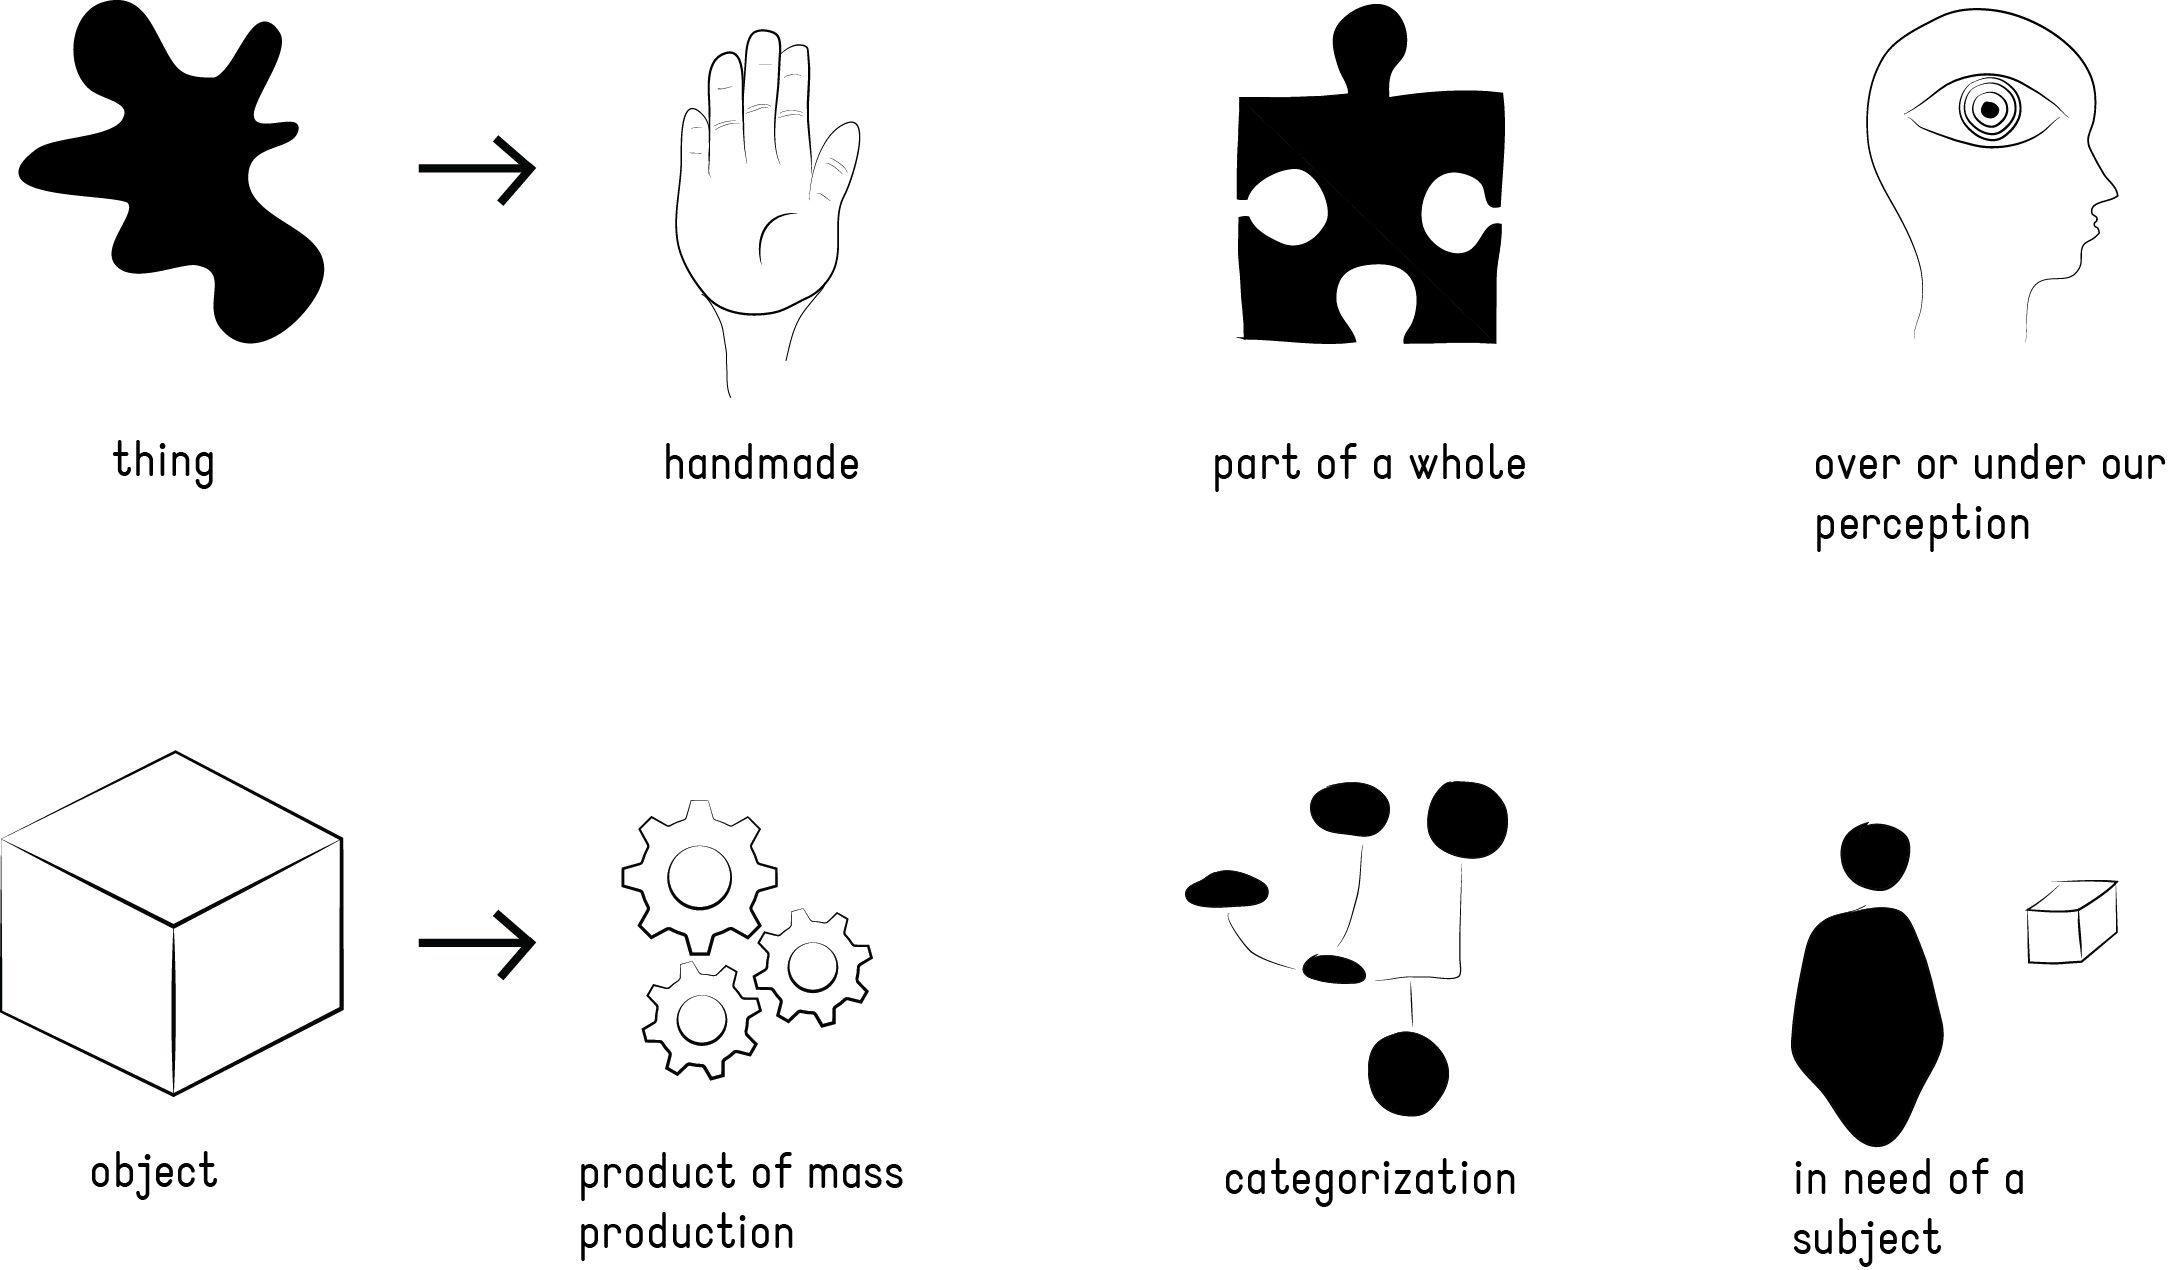 thing
handmade
part of a whole
over or under our
perception
object
product of mass
production
categorization
in need of a
subject